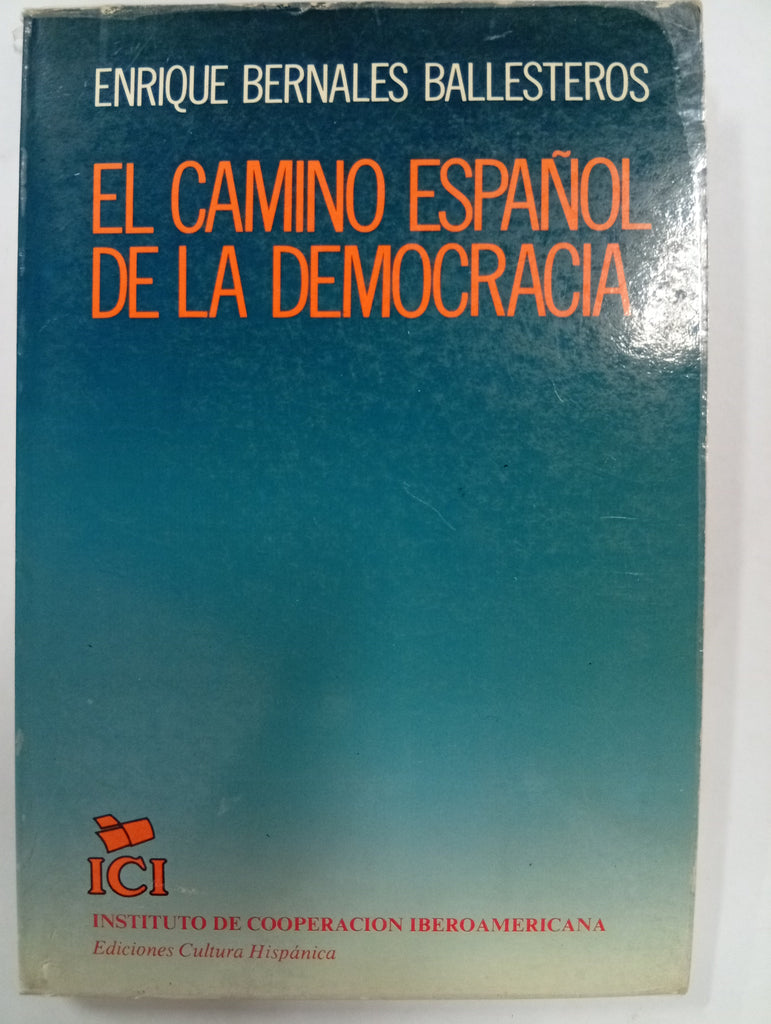 ENRIQUE BERNALES BALLESTEROS
EL CAMINO ESPAÑOL
DE LA DEMOCRACIA
ICI
INSTITUTO DE COOPERACION IBEROAMERICANA
Ediciones Cultura Hispánica